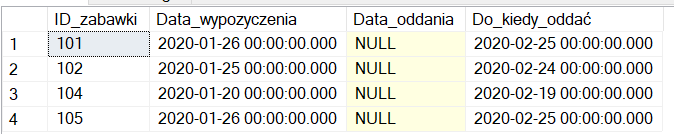 ID_zabawki Data_wypozyczenia Data_oddania Do_kiedy_oddać
1 101 2020-01-26 00:00:00.000 NULL 2020-02-25 00:00:00.000
2 102 2020-01-25 00:00:00.000 NULL 2020-02-24 00:00:00.000
3 104 2020-01-20 00:00:00.000 NULL 2020-02-19 00:00:00.000
4 105 2020-01-26 00:00:00.000 NULL 2020-02-25 00:00:00.000